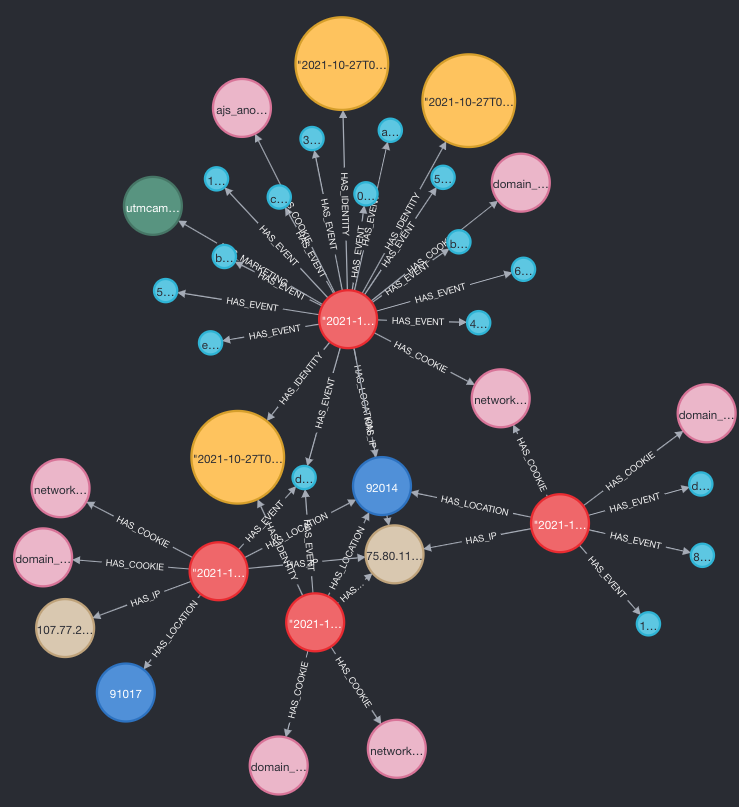 "2021-10-27T0…
"2021-10-27T0…
ajs_ano…
3…
a…
domain_…
1…
c…
0…
5…
utmcam…
HAS_IDENTITY
HAS_EVENT
HAS_IDENTITY
HAS_EVENT
HAS_EVENT
HAS_EVENT
HAS_EVENT
b…
b…
MARKETING
HAS_EVENT
HAS_EVENT
6…
5…
HAS_EVENT
HAS_EVENT
"2021-1…
HAS_EVENT
4…
e…
HAS_EVENT
HAS_COOKIE
HAS_IDENTITY
HAS_EVENT
HAS_LOCATION
network…
domain_…
"2021-10-27T0…
HAS_COOKIE
HAS_COOKIE
d…
92014
d…
network…
HAS_EVENT
HAS_LOCATION
HAS_LOCATION
HAS_EVENT
HAS_COOKIE
"2021-1…
HAS_EVENT
HAS_EVENT
HAS_IP
75.80.11…
8…
domain_…
HAS_COOKIE
"2021-1…
HAS_IDENTITY
HAS_LOCATION
HAS_EVENT
HAS_IP
HAS…
107.77.2…
HAS_LOCATION
"2021-1…
1…
91017
HAS_COOKIE
HAS_COOKIE
domain_…
network…